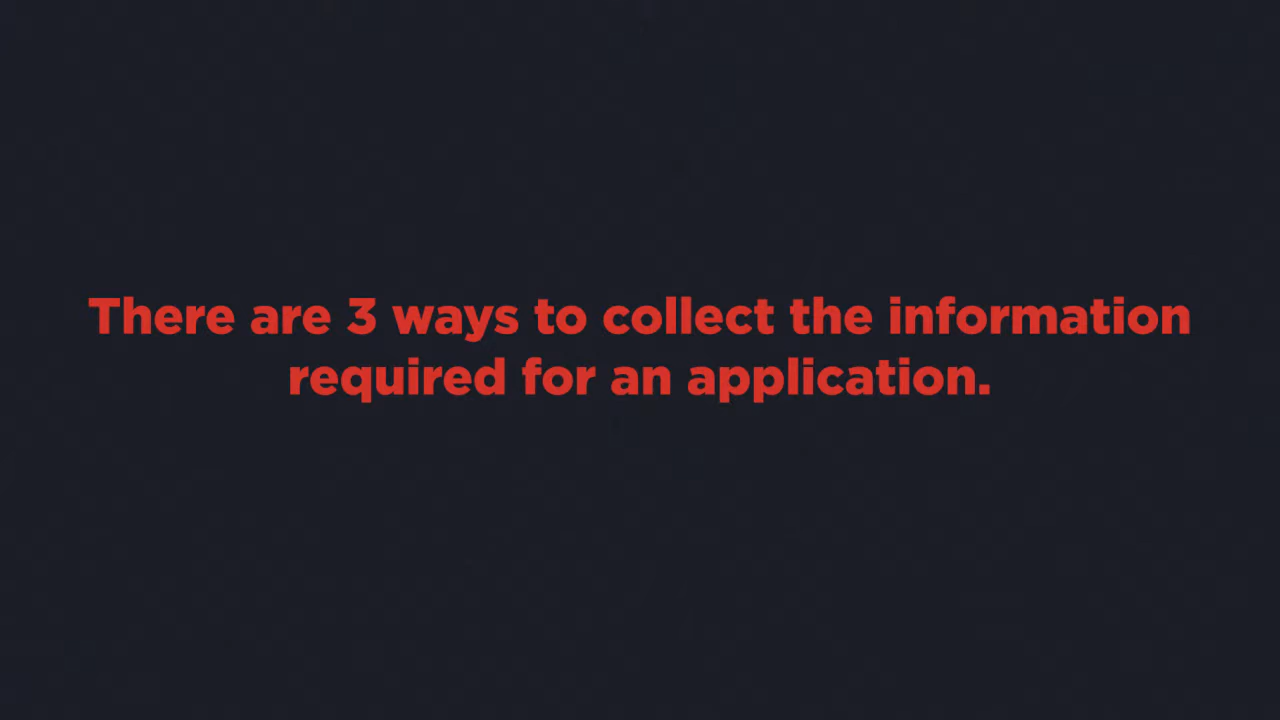 There are 3 ways to collect the information
required for an application.